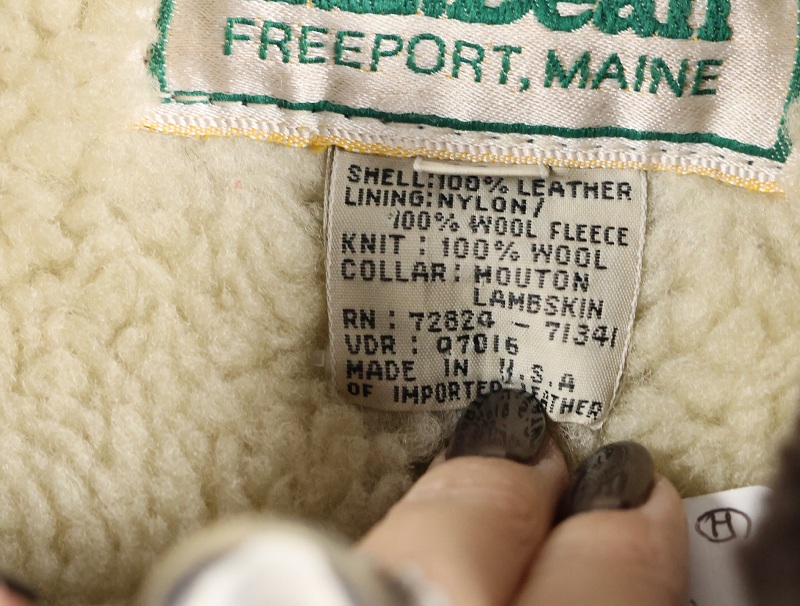 L.L.Bean
FREEPORT, MAINE
SHELL: 100% LEATHER
LINING: NYLON/
100% WOOL FLEECE
KNIT : 100% WOOL
COLLAR: MOUTON
LAMBSKIN
RN : 72824 - 71341
VDR : 07016
MADE IN U.S.A
OF IMPORTED LEATHER
H